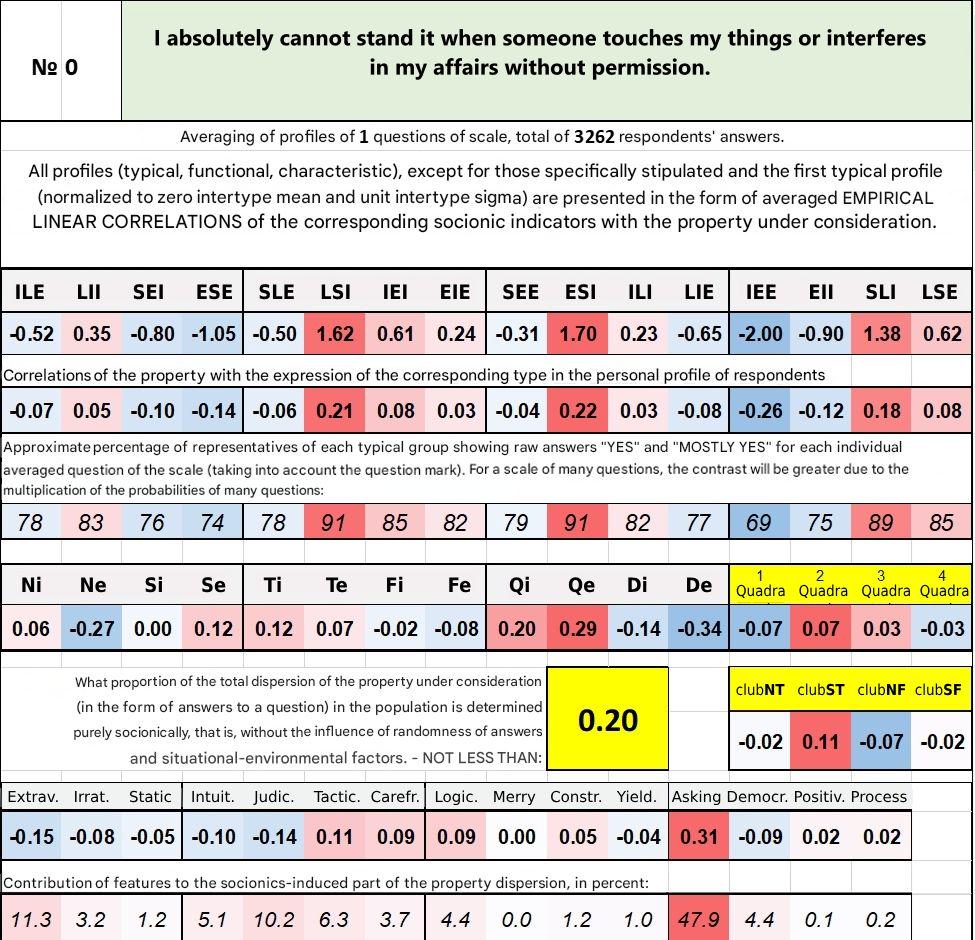 № 0
I absolutely cannot stand it when someone touches my things or interferes
in my affairs without permission.
Averaging of profiles of 1 questions of scale, total of 3262 respondents' answers.
All profiles (typical, functional, characteristic), except for those specifically stipulated and the first typical profile
(normalized to zero intertype mean and unit intertype sigma) are presented in the form of averaged EMPIRICAL
LINEAR CORRELATIONS of the corresponding socionic indicators with the property under consideration.
ILE LII SEI ESE SLE LSI IEI EIE SEE ESI ILI LIE IEE EII SLI LSE
-0.52 0.35 -0.80 -1.05 -0.50 1.62 0.61 0.24 -0.31 1.70 0.23 -0.65 -2.00 -0.90 1.38 0.62
Correlations of the property with the expression of the corresponding type in the personal profile of respondents
-0.07 0.05 -0.10 -0.14 -0.06 0.21 0.08 0.03 -0.04 0.22 0.03 -0.08 -0.26 -0.12 0.18 0.08
Approximate percentage of representatives of each typical group showing raw answers "YES" and "MOSTLY YES" for each individual
averaged question of the scale (taking into account the question mark). For a scale of many questions, the contrast will be greater due to the
multiplication of the probabilities of many questions:
78 83 76 74 78 91 85 82 79 91 82 77 69 75 89 85
Ni Ne Si Se Ti Te Fi Fe Qi Qe Di De 1 Quadra 2 Quadra 3 Quadra 4 Quadra
0.06 -0.27 0.00 0.12 0.12 0.07 -0.02 -0.08 0.20 0.29 -0.14 -0.34 -0.07 0.07 0.03 -0.03
What proportion of the total dispersion of the property under consideration
(in the form of answers to a question) in the population is determined
purely socionically, that is, without the influence of randomness of answers
and situational-environmental factors. - NOT LESS THAN:
0.20
clubNT clubST clubNF clubSF
-0.02 0.11 -0.07 -0.02
Extrav. Irrat. Static Intuit. Judic. Tactic. Carefr. Logic. Merry Constr. Yield. Asking Democr. Positiv. Process
-0.15 -0.08 -0.05 -0.10 -0.14 0.11 0.09 0.09 0.00 0.05 -0.04 0.31 -0.09 0.02 0.02
Contribution of features to the socionics-induced part of the property dispersion, in percent:
11.3 3.2 1.2 5.1 10.2 6.3 3.7 4.4 0.0 1.2 1.0 47.9 4.4 0.1 0.2